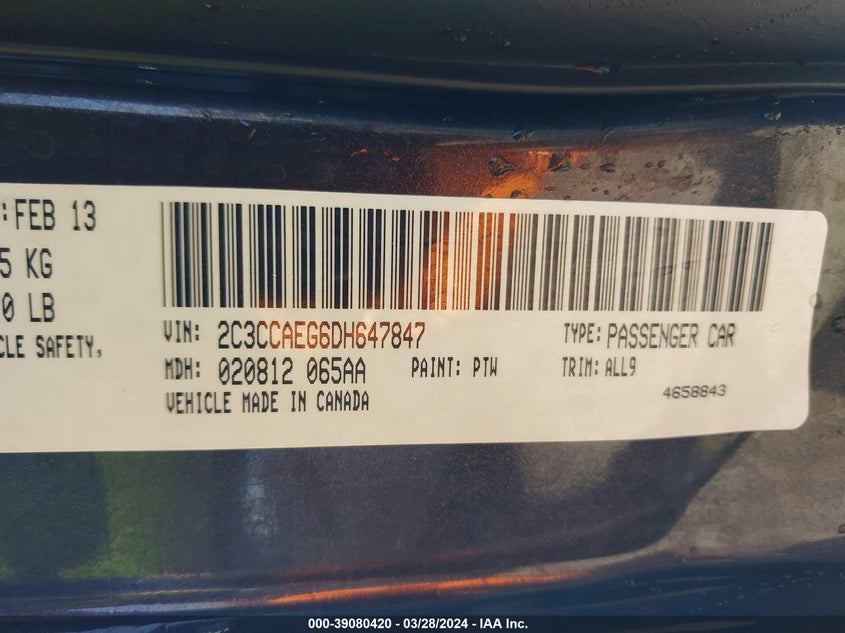 :FEB 13
5 KG
0 LB
CLE SAFETY,
VIN: 2C3CCAEG6DH647847 TYPE: PASSENGER CAR
MDH: 020812 065AA PAINT: PTW TRIM: ALL9
VEHICLE MADE IN CANADA 4658843
000-39080420 - 03/28/2024 - IAA Inc.